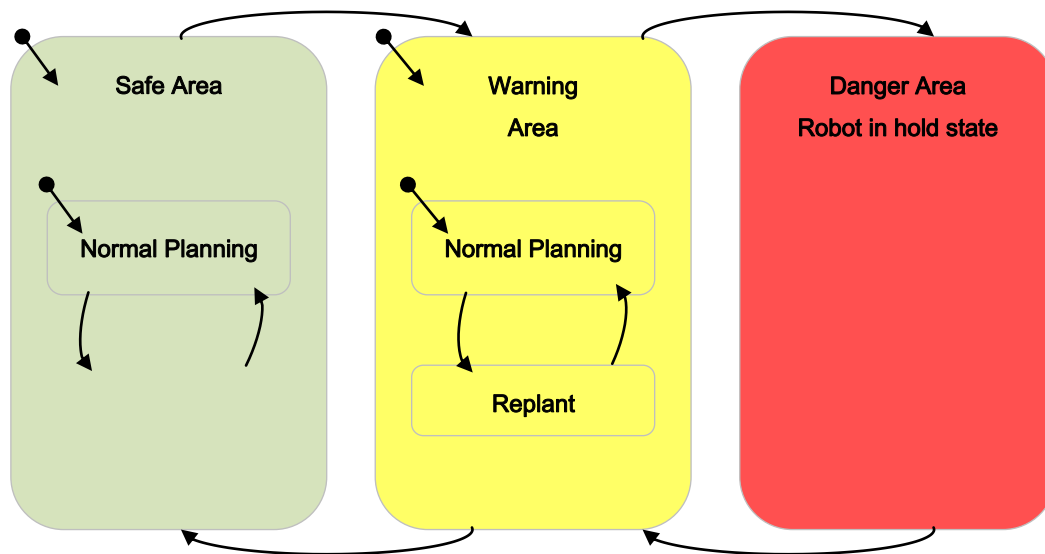 Safe Area
Warning
Area
Danger Area
Robot in hold state
Normal Planning
Normal Planning
Replant